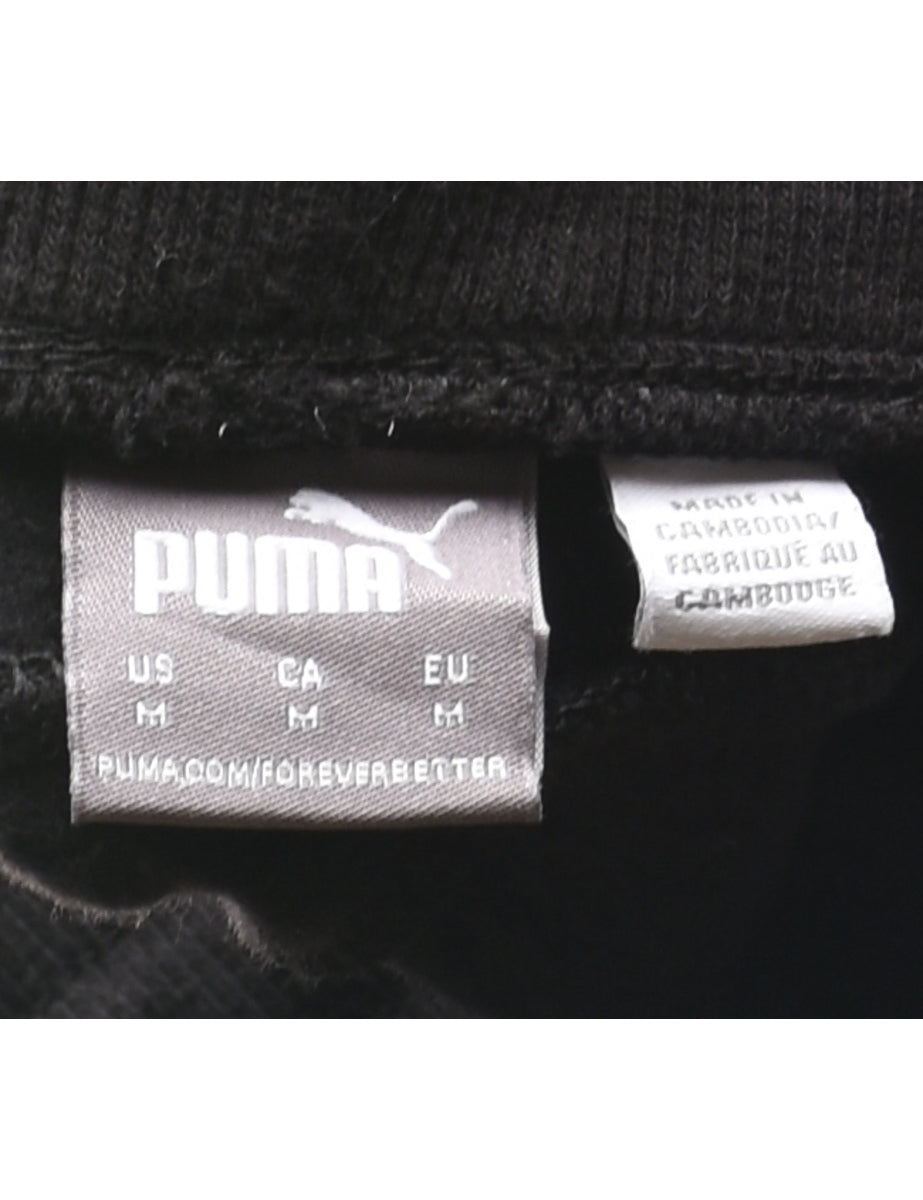 PUMA
US CA EU
M M M
PUMA.COM/FOREVERBETTER
MADE IN
CAMBODIA/
FABRIQUÉ AU
CAMBODGE